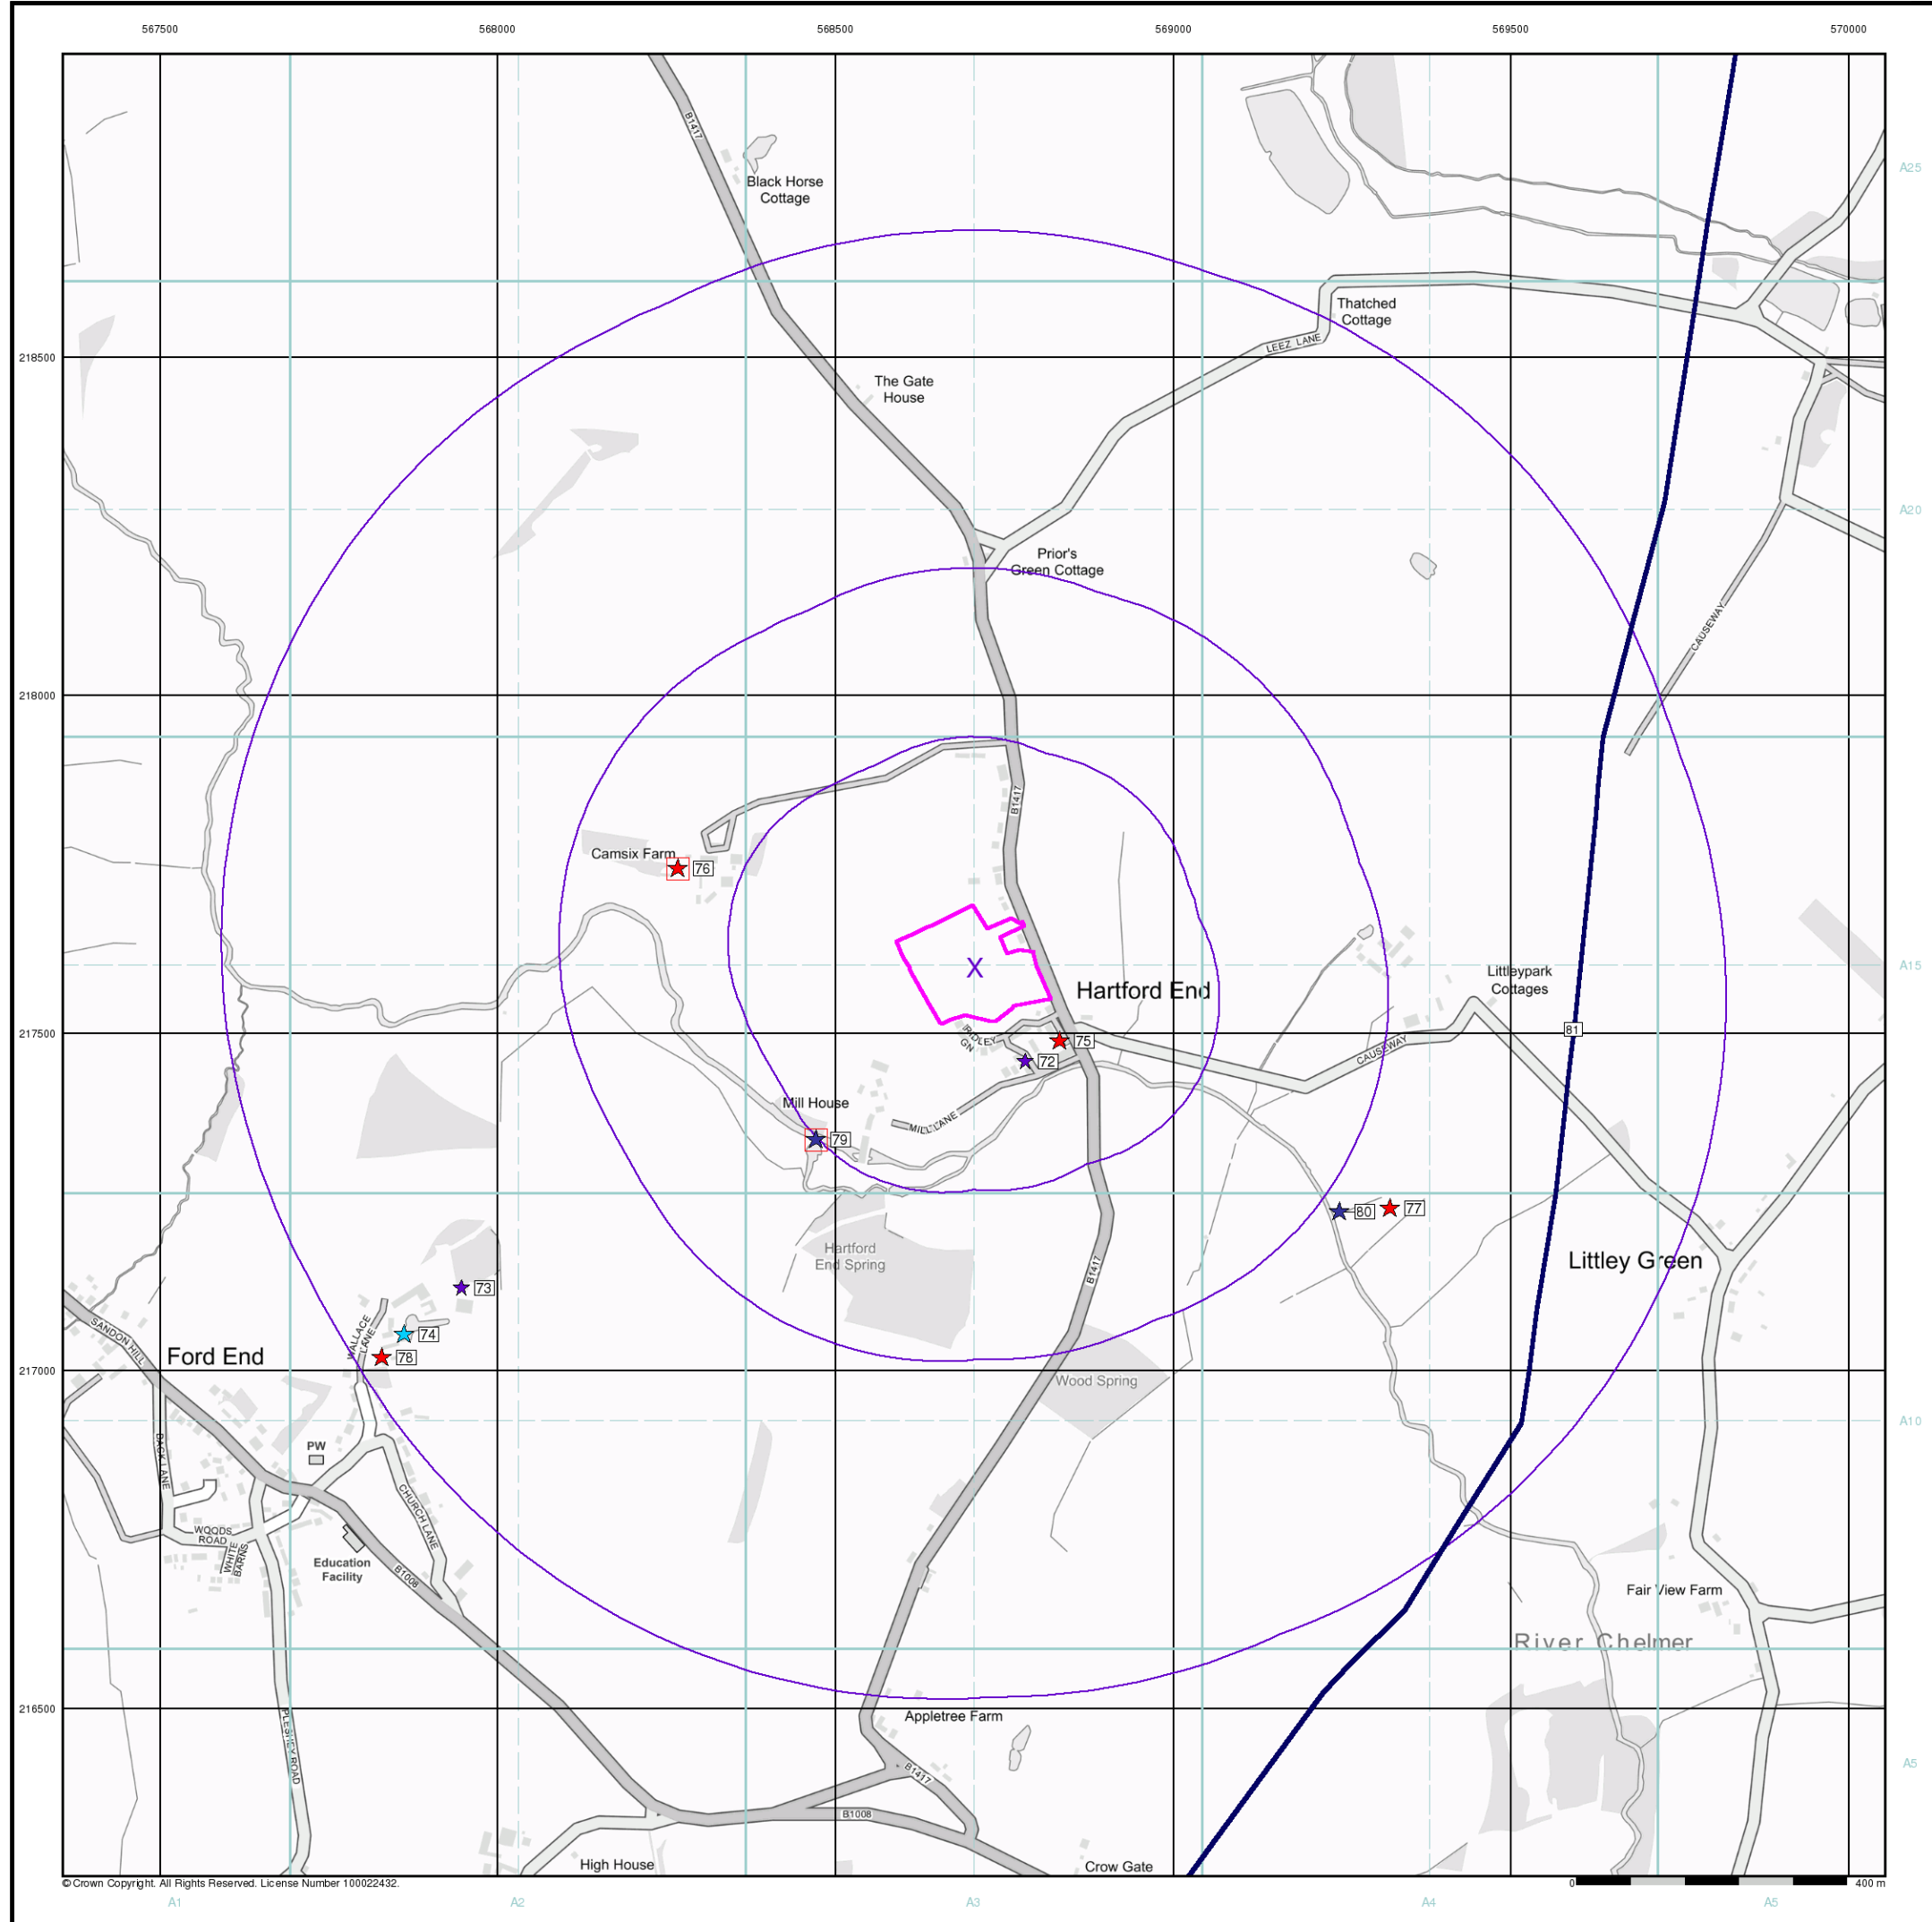 567500
568000
568500
569000
569500
570000
B1417
Black Horse
Cottage
A25
Thatched
Cottage
LEEZ LANE
218500
The Gate
House
A20
Prior's
Green Cottage
CAUSEWAY
218000
B1417
Camsix Farm
76
X
A15
Littleypark
Cottages
Hartford End
217500
81
RIDLEY
GN
75
72
CAUSEWAY
Mill House
MILL LANE
79
80
77
Hartford
End Spring
Littley Green
B1417
73
74
78
WALLACE
LANE
SANDON HILL
Ford End
217000
Wood Spring
A10
BACK LANE
PW
CHURCH LANE
WOODS
ROAD
WHITE
BARNS
Education
Facility
B1008
Fair View Farm
River Chelmer
216500
Appletree Farm
PLESHEY ROAD
B1417
A5
B1008
High House
Crow Gate
© Crown Copyright. All Rights Reserved. License Number 100022432.
0
400 m
A1
A2
A3
A4
A5